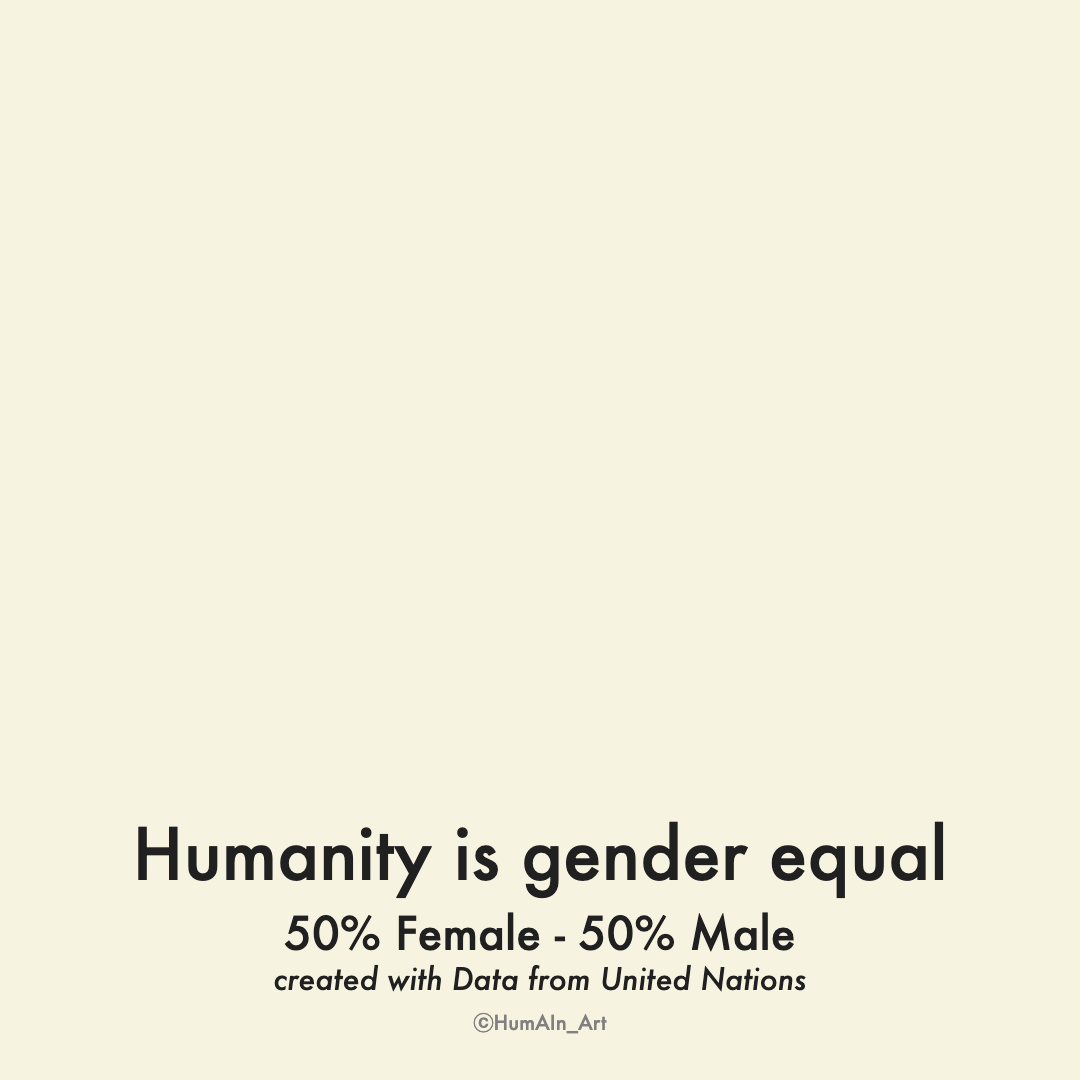 Humanity is gender equal
50% Female - 50% Male
created with Data from United Nations
©HumAIn_Art